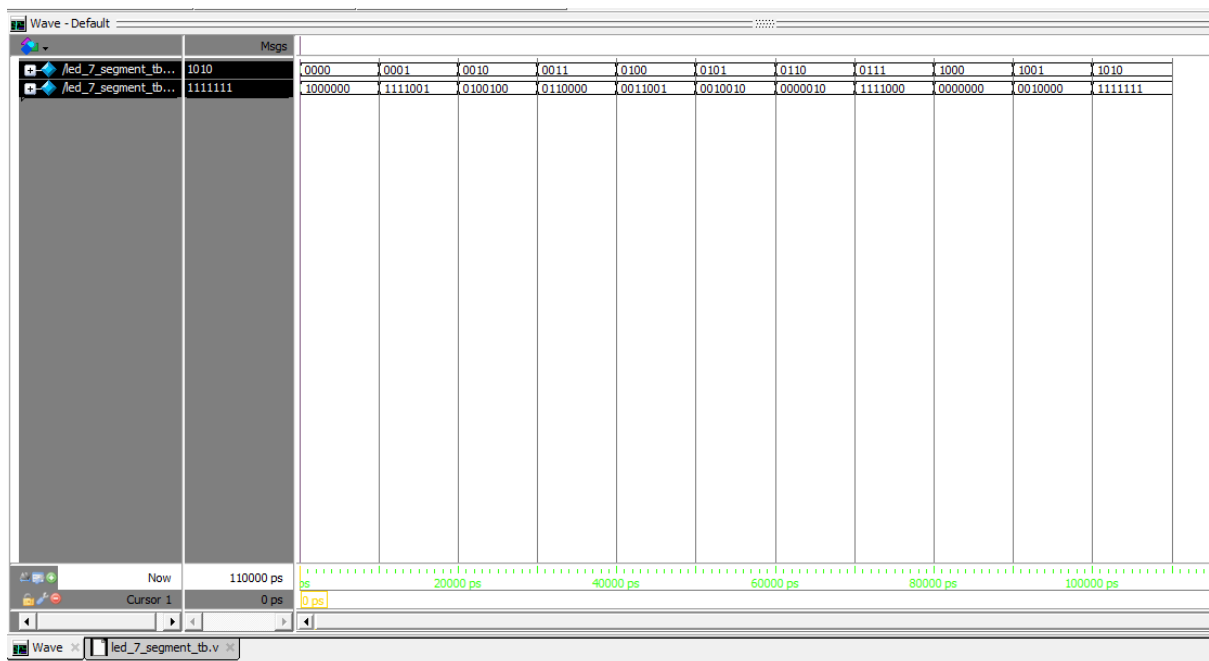 Wave - Default
Msgs
/led_7_segment_tb... 1010 0000 0001 0010 0011 0100 0101 0110 0111 1000 1001 1010
/led_7_segment_tb... 1111111 1000000 1111001 0100100 0110000 0011001 0010010 0000010 1111000 0000000 0010000 1111111
Now 110000 ps ps 20000 ps 40000 ps 60000 ps 80000 ps 100000 ps
Cursor 1 0 ps 0 ps
Wave led_7_segment_tb.v